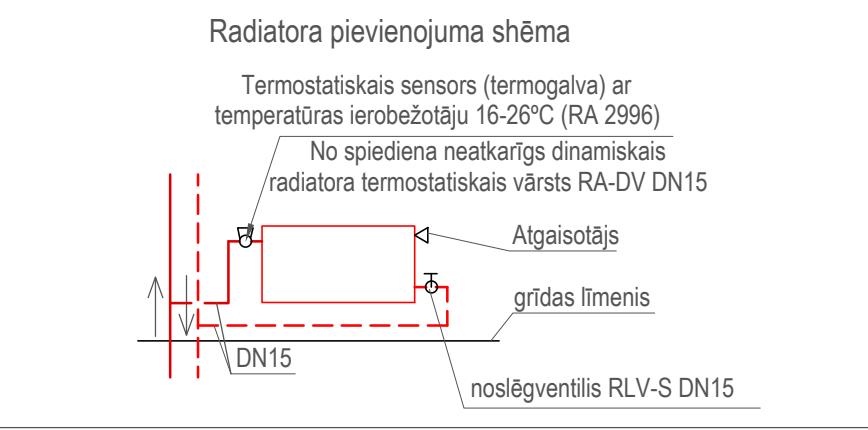 Radiatora pievienojuma shēma
Termostatiskais sensors (termogalva) ar
temperatūras ierobežotāju 16-26ºC (RA 2996)
No spiediena neatkarīgs dinamiskais
radiatora termostatiskais vārsts RA-DV DN15
Atgaisotājs
grīdas līmenis
DN15
noslēgventilis RLV-S DN15